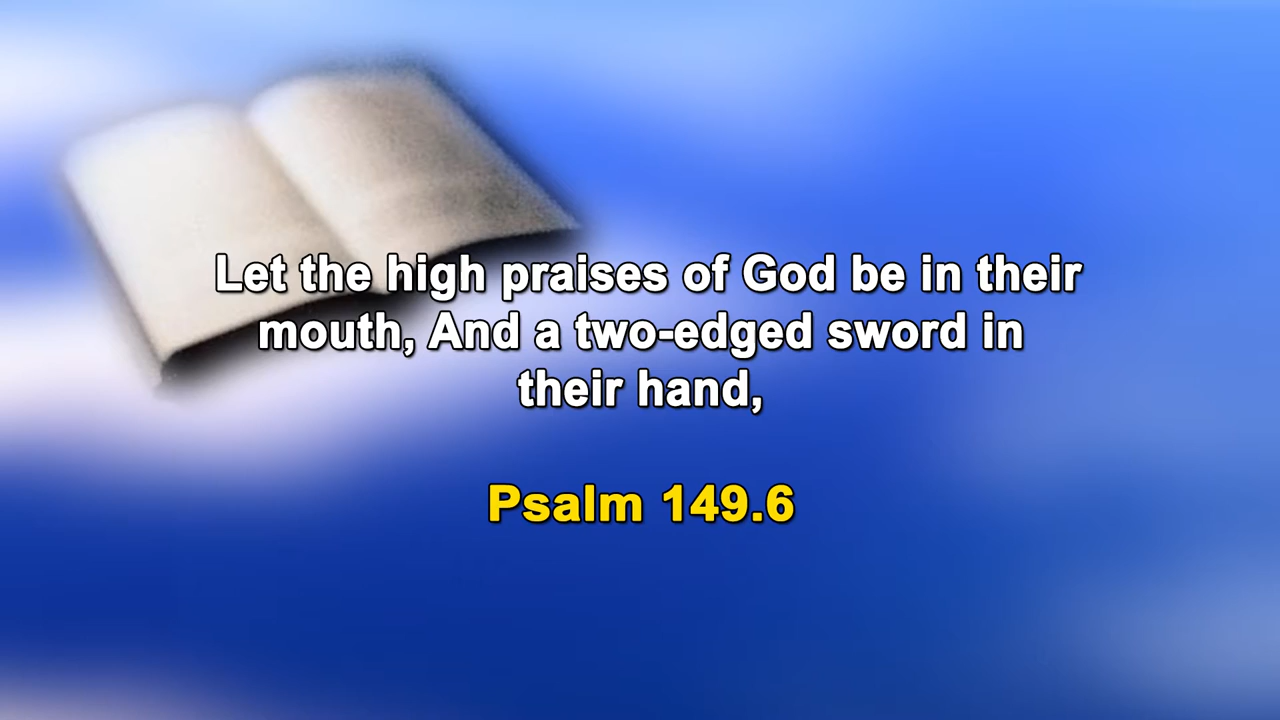 Let the high praises of God be in their
mouth, And a two-edged sword in
their hand,
Psalm 149.6